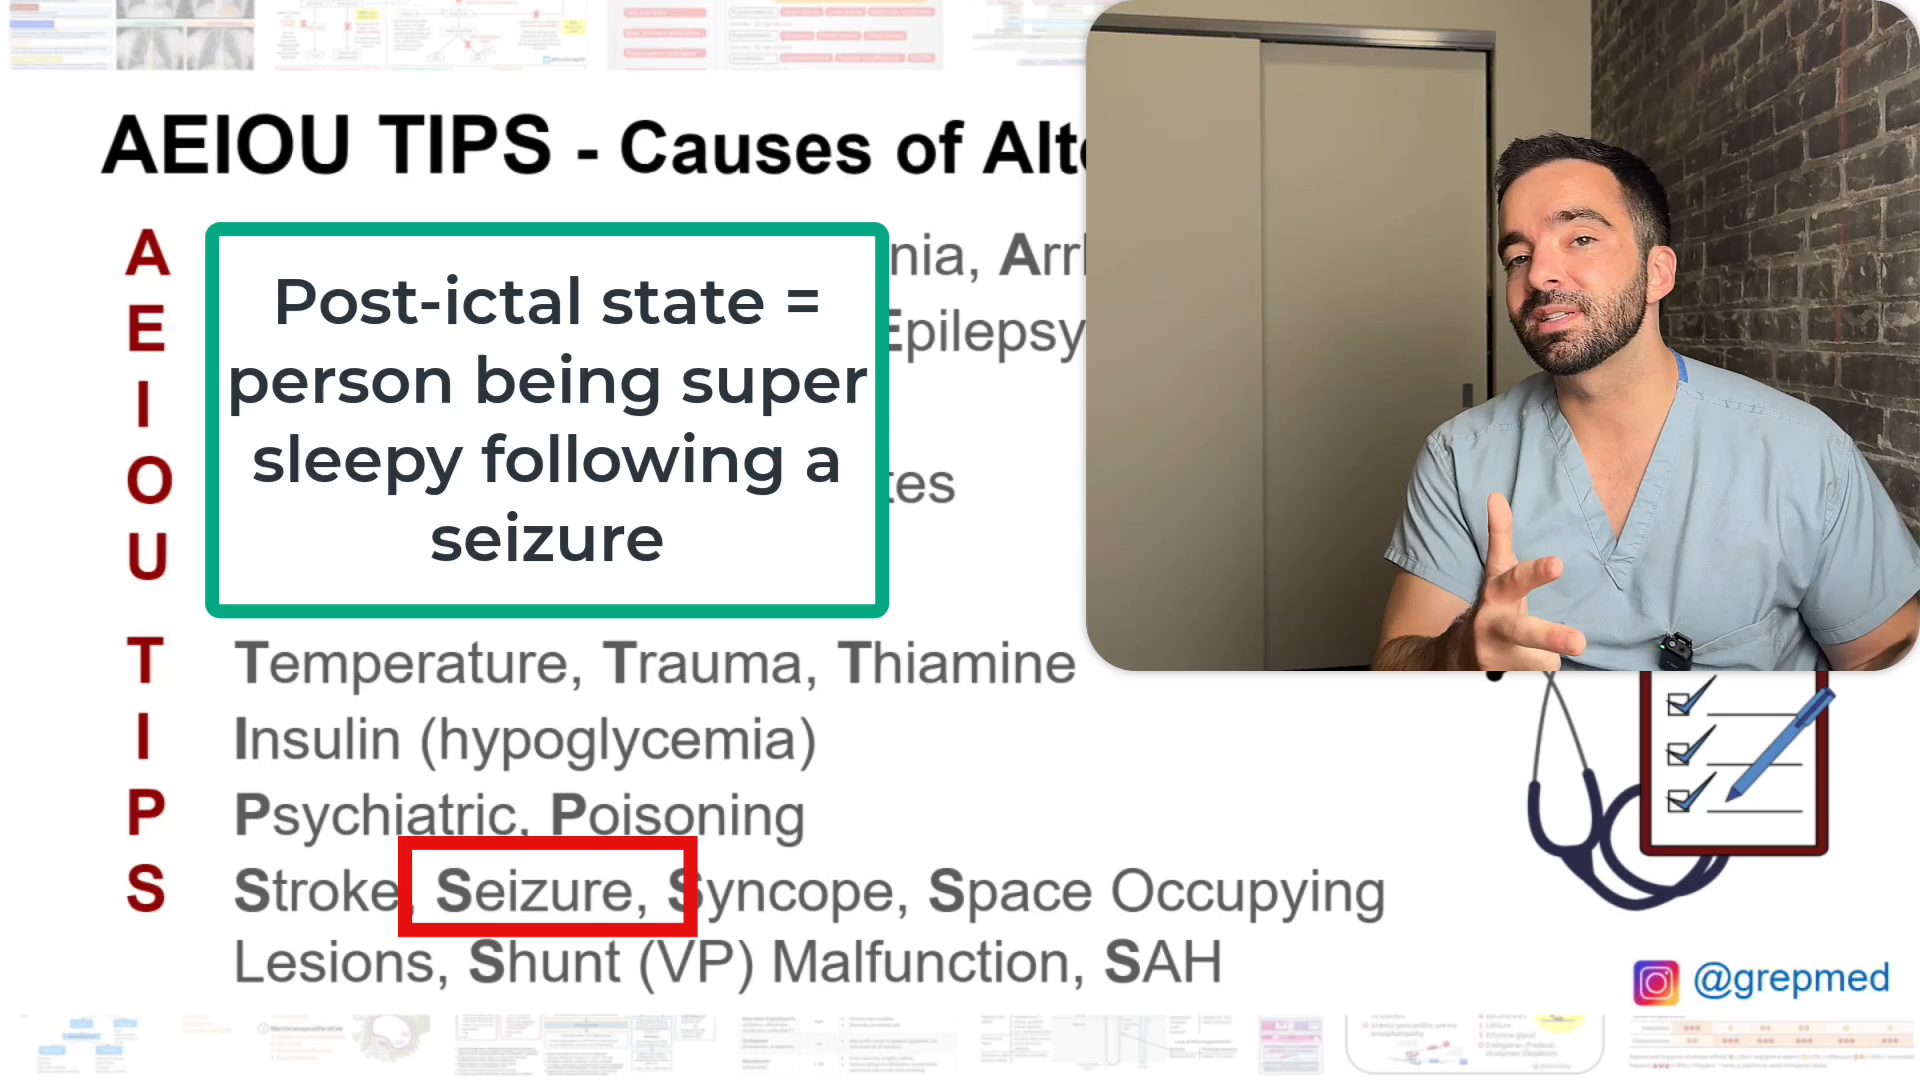 AEIOU TIPS - Causes of Alte
A
nia, Arr
E
Epilepsy
I
O
tes
U
Post-ictal state =
person being super
sleepy following a
seizure
T Temperature, Trauma, Thiamine
I Insulin (hypoglycemia)
P Psychiatric, Poisoning
S Stroke, Seizure, Syncope, Space Occupying
Lesions, Shunt (VP) Malfunction, SAH
@grepmed